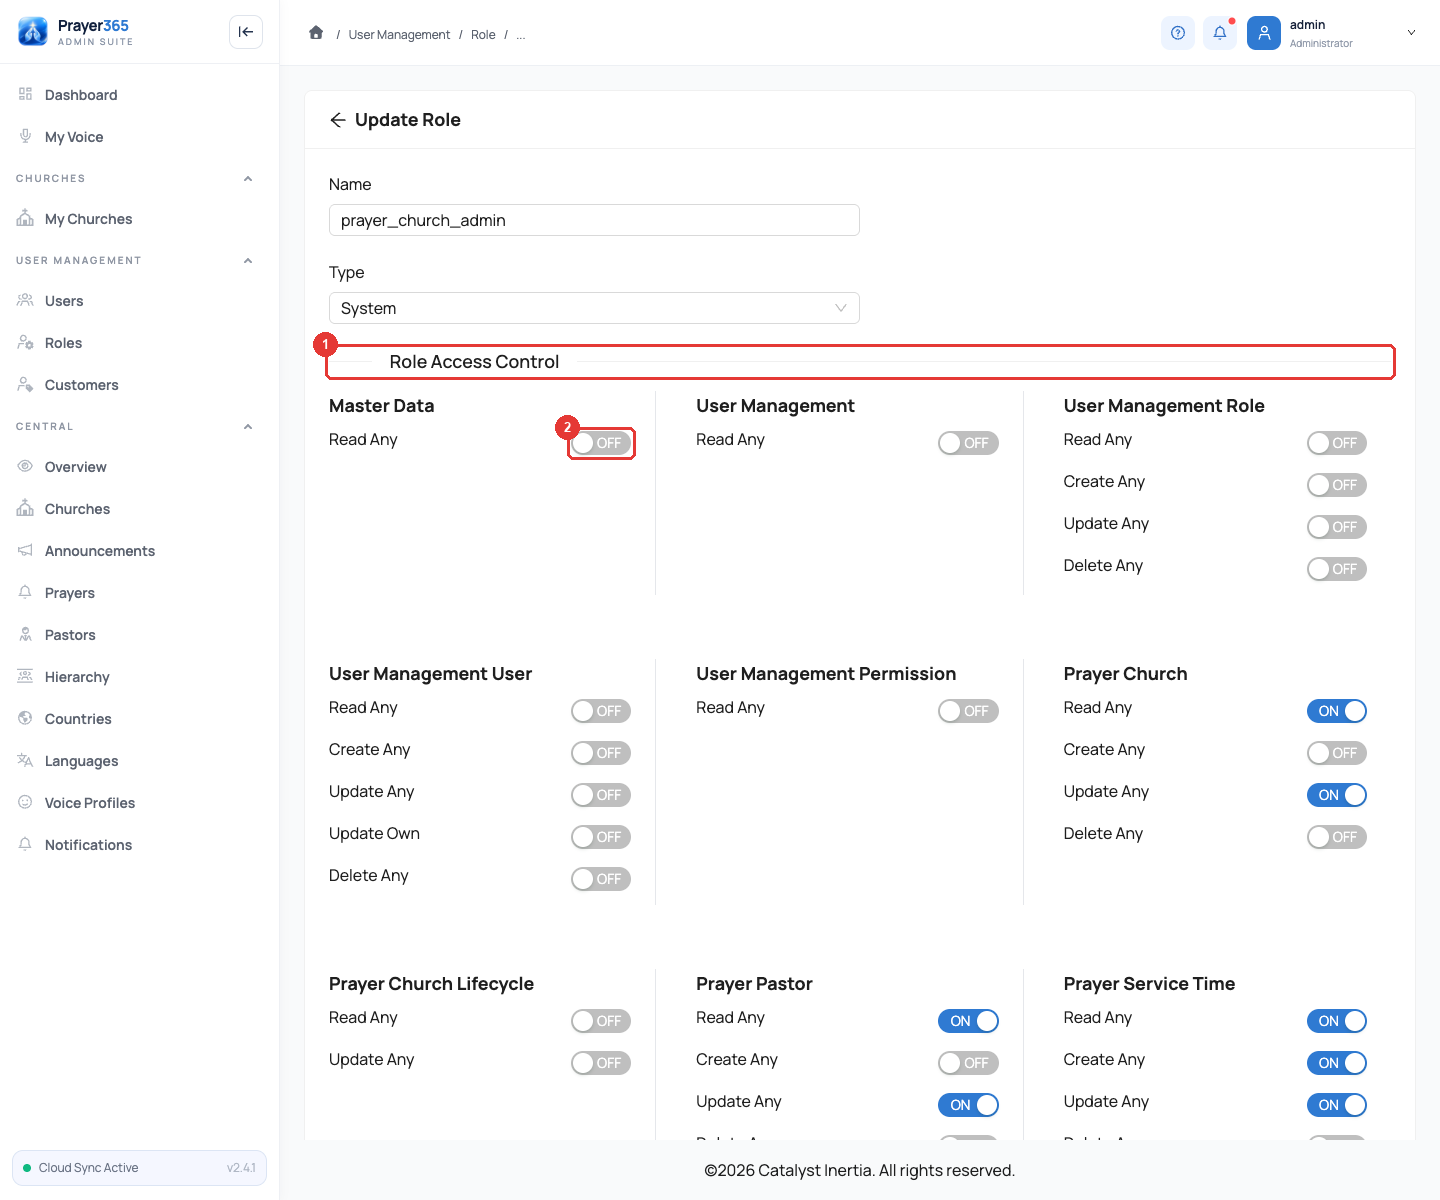 Prayer365
ADMIN SUITE
/ User Management / Role / ...
admin
Administrator
Dashboard
My Voice
CHURCHES
My Churches
USER MANAGEMENT
Users
Roles
Customers
CENTRAL
Overview
Churches
Announcements
Prayers
Pastors
Hierarchy
Countries
Languages
Voice Profiles
Notifications
Cloud Sync Active v2.4.1
Update Role
Name
prayer_church_admin
Type
System
1
Role Access Control
Master Data
2
Read Any OFF
User Management
Read Any OFF
User Management Role
Read Any OFF
Create Any OFF
Update Any OFF
Delete Any OFF
User Management User
Read Any OFF
Create Any OFF
Update Any OFF
Update Own OFF
Delete Any OFF
User Management Permission
Read Any OFF
Prayer Church
Read Any ON
Create Any OFF
Update Any ON
Delete Any OFF
Prayer Church Lifecycle
Read Any OFF
Update Any OFF
Prayer Pastor
Read Any ON
Create Any OFF
Update Any ON
Prayer Service Time
Read Any ON
Create Any ON
Update Any ON
©2026 Catalyst Inertia. All rights reserved.